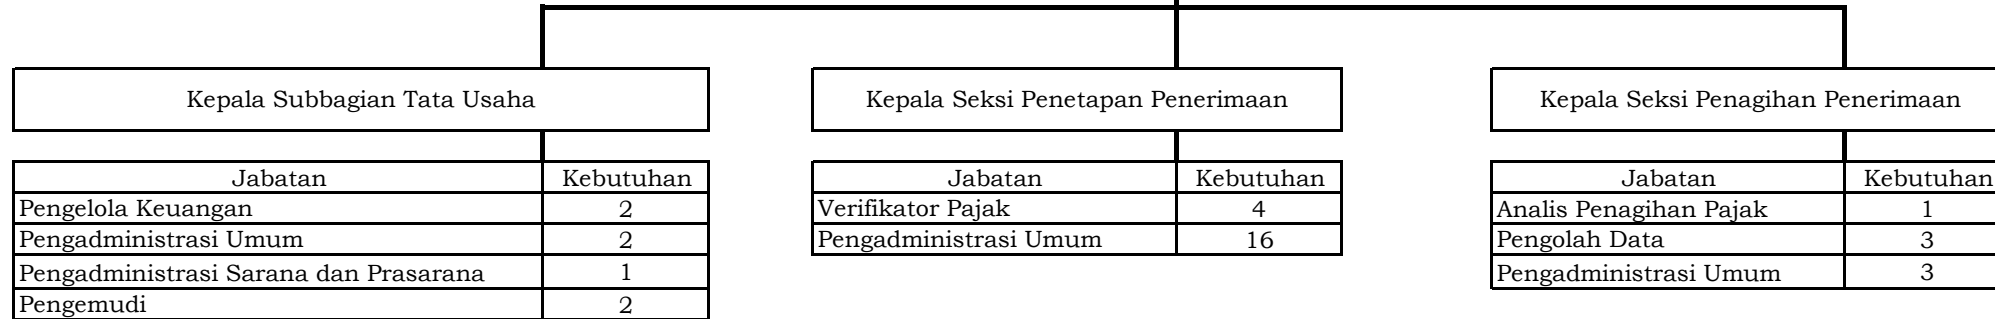 Kepala Subbagian Tata Usaha
Jabatan Kebutuhan
Pengelola Keuangan 2
Pengadministrasi Umum 2
Pengadministrasi Sarana dan Prasarana 1
Pengemudi 2
Kepala Seksi Penetapan Penerimaan
Jabatan Kebutuhan
Verifikator Pajak 4
Pengadministrasi Umum 16
Kepala Seksi Penagihan Penerimaan
Jabatan Kebutuhan
Analis Penagihan Pajak 1
Pengolah Data 3
Pengadministrasi Umum 3